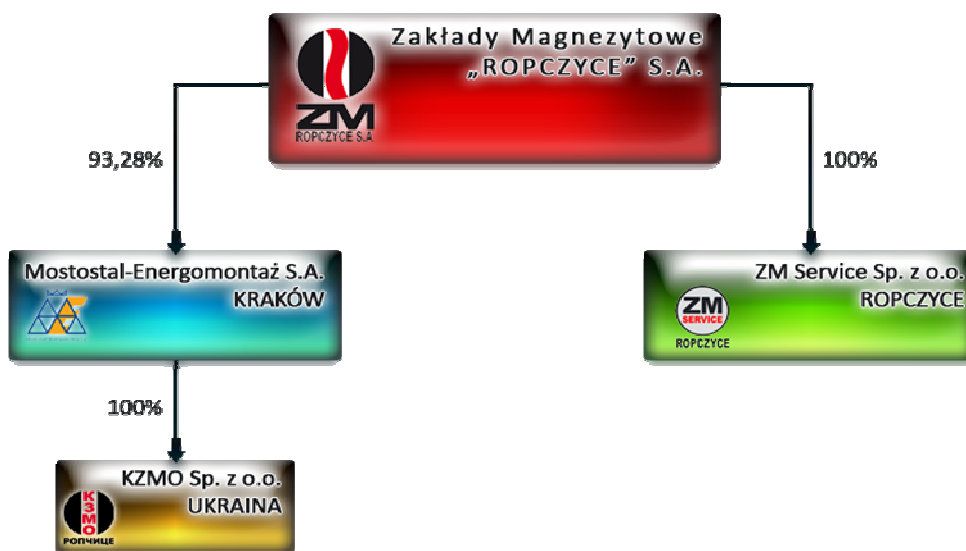 Zakłady Magnezytowe
„ROPCZYCE” S.A.
ZM
ROPCZYCE S.A.
93,28%
100%
Mostostal-Energomontaż S.A.
KRAKÓW
ZM Service Sp. z o.o.
ROPCZYCE
ZM
SERVICE
ROPCZYCE
100%
KZMO Sp. z o.o.
UKRAINA
КЗМО
РОПЧИЦЕ